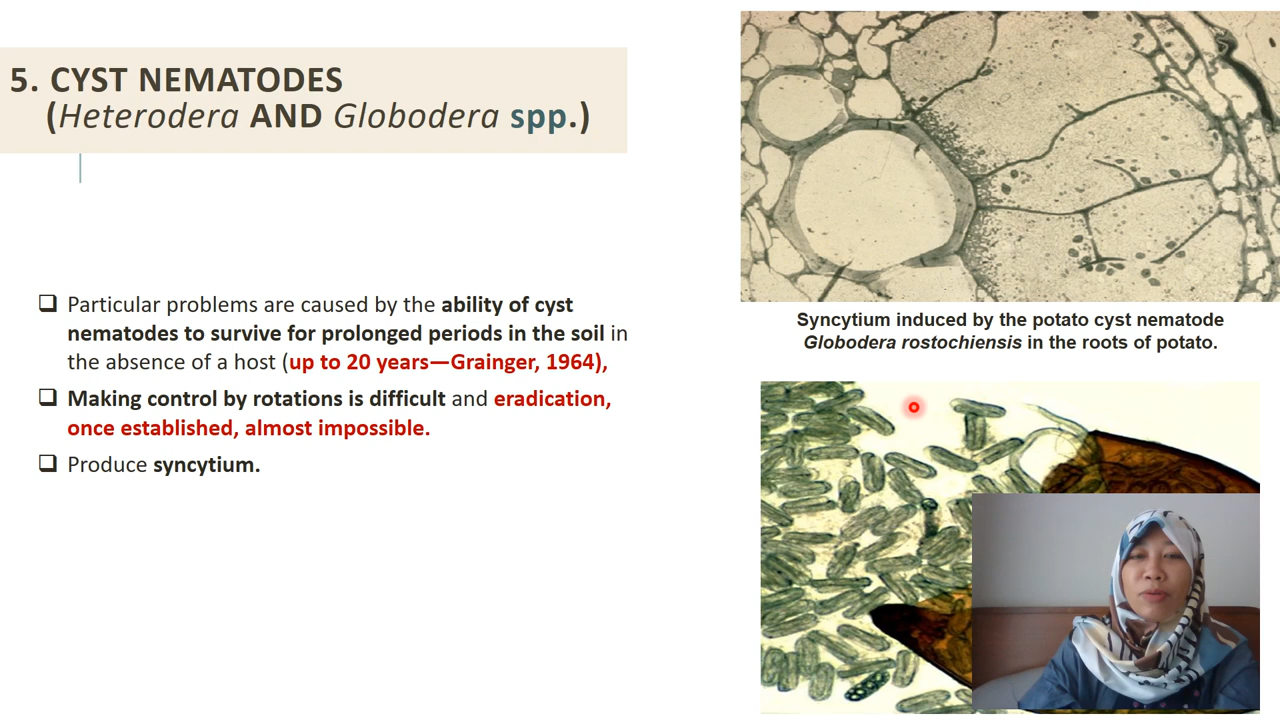 5. CYST NEMATODES
(Heterodera AND Globodera spp.)
Particular problems are caused by the ability of cyst
nematodes to survive for prolonged periods in the soil in
the absence of a host (up to 20 years—Grainger, 1964),
Making control by rotations is difficult and eradication,
once established, almost impossible.
Produce syncytium.
Syncytium induced by the potato cyst nematode
Globodera rostochiensis in the roots of potato.